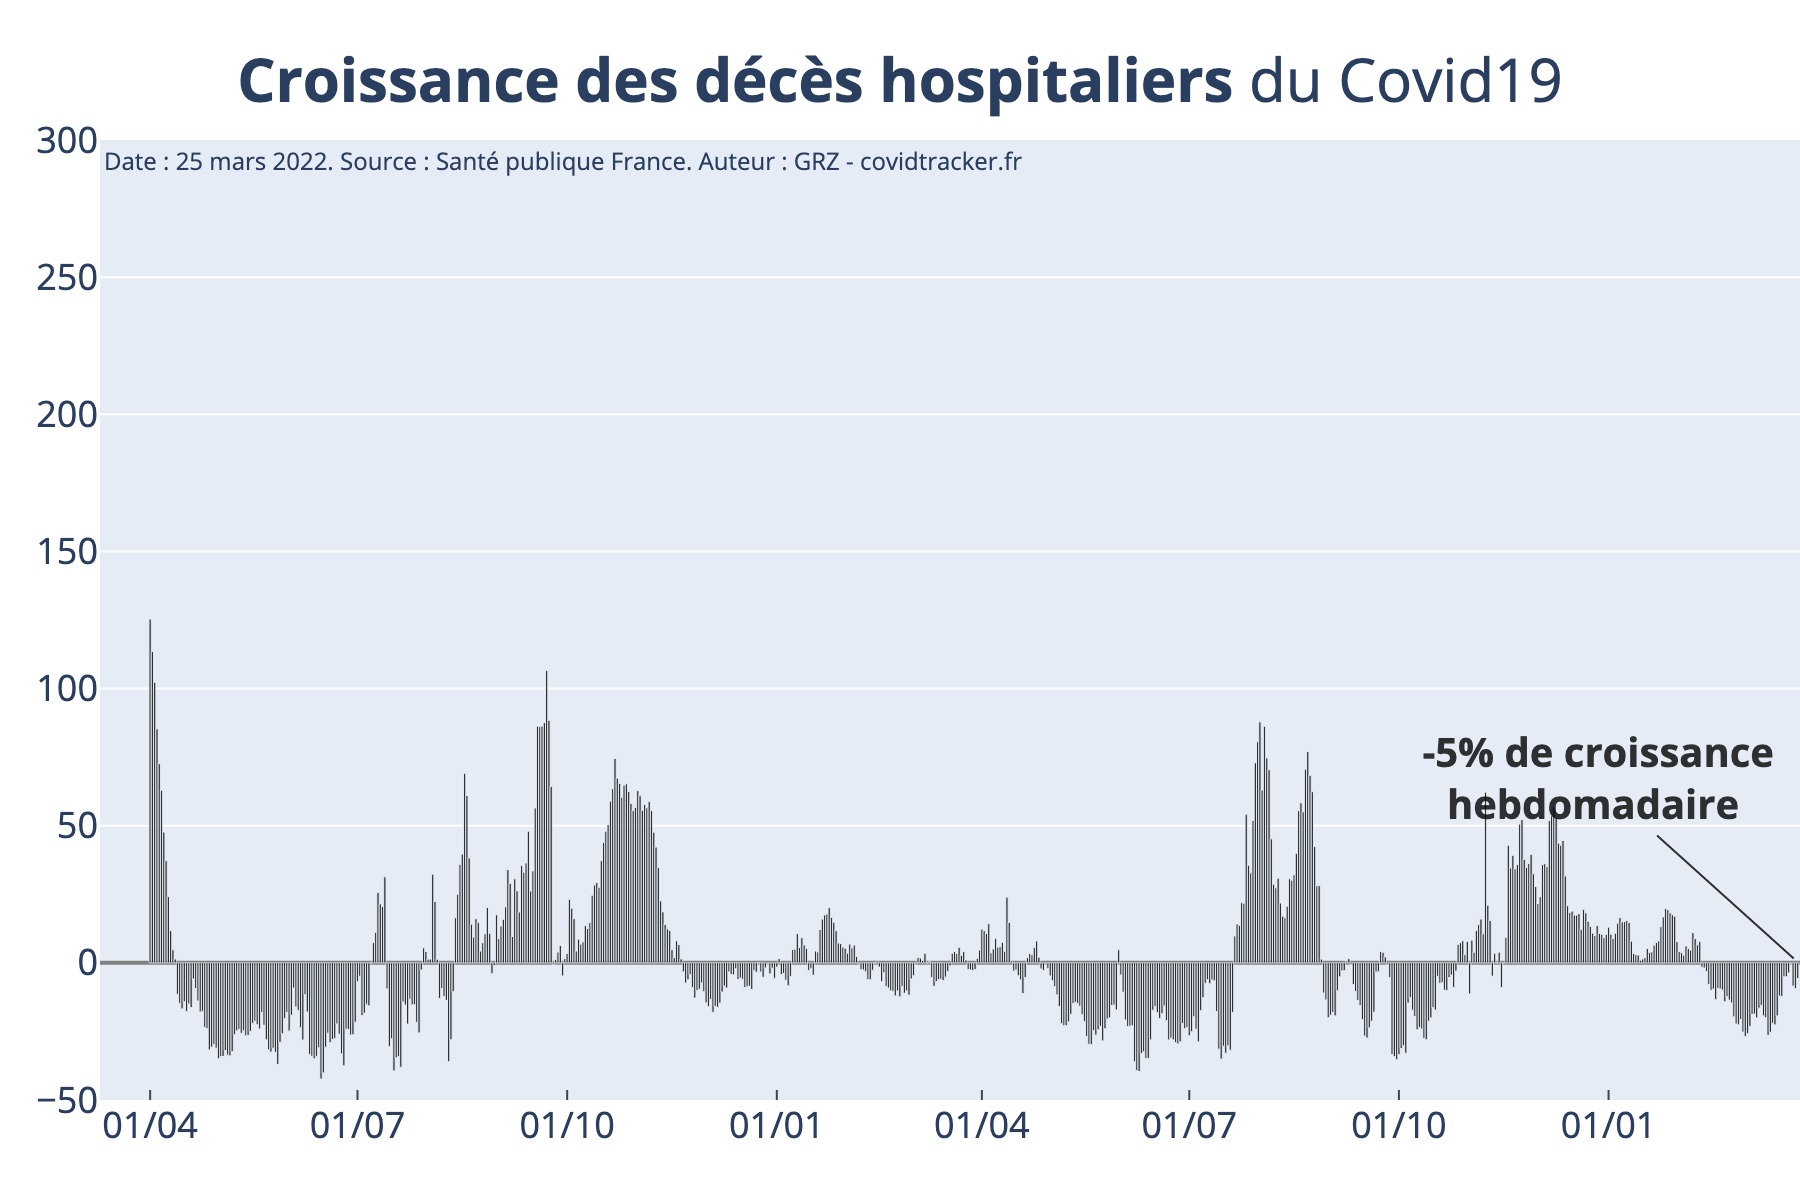 Croissance des décès hospitaliers du Covid19
300
Date : 25 mars 2022. Source : Santé publique France. Auteur : GRZ - covidtracker.fr
250
200
150
100
-5% de croissance
hebdomadaire
50
0
−50
01/04 01/07 01/10 01/01 01/04 01/07 01/10 01/01